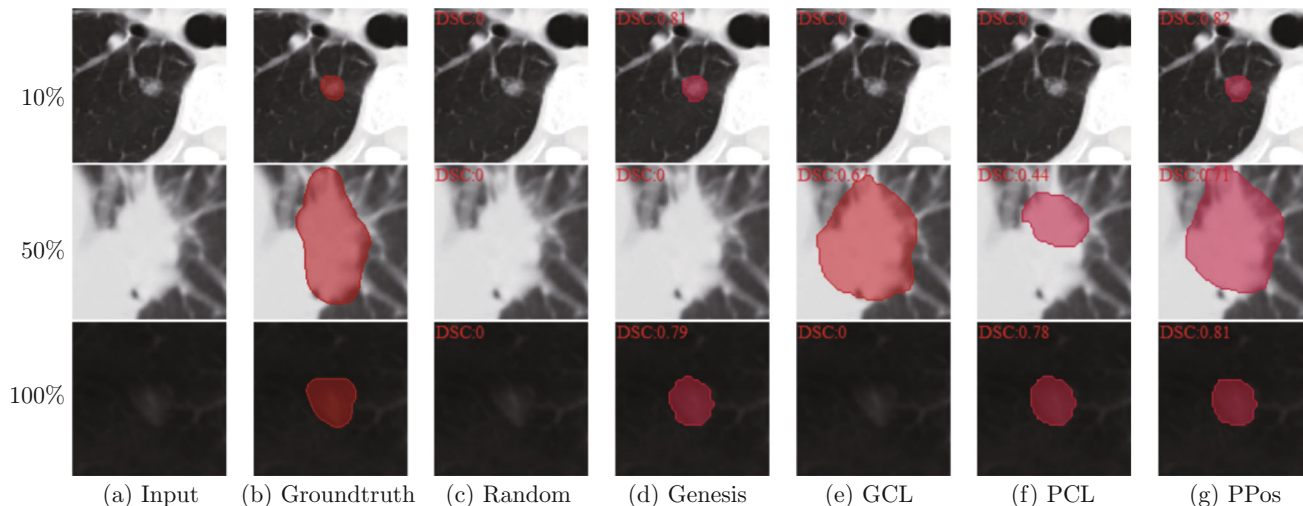 DSC:0 DSC:0.81 DSC:0 DSC:0 DSC:0.82
10%
DSC:0 DSC:0 DSC:0.67 DSC:0.44 DSC:0.71
50%
DSC:0 DSC:0.79 DSC:0 DSC:0.78 DSC:0.81
100%
(a) Input (b) Groundtruth (c) Random (d) Genesis (e) GCL (f) PCL (g) PPos